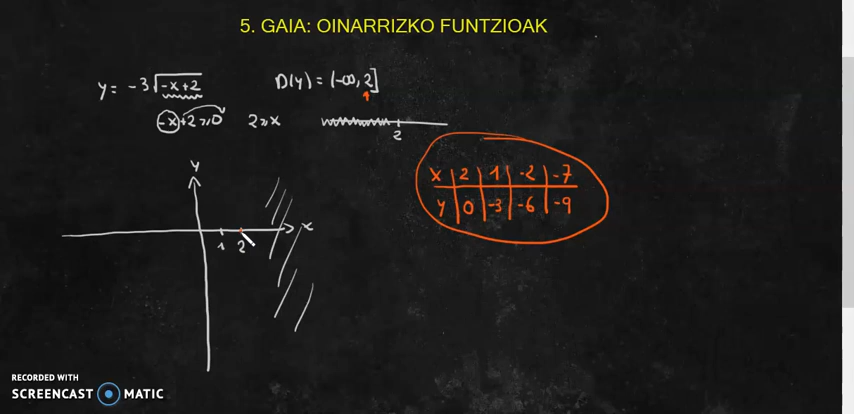 5. GAIA: OINARRIZKO FUNTZIOAK
y = -3√-x+2 D(y) = (-∞, 2]
-x+2≥0 2≥x
2
x 2 1 -2 -7
y 0 -3 -6 -9
y
x
1 2
RECORDED WITH
SCREENCAST MATIC